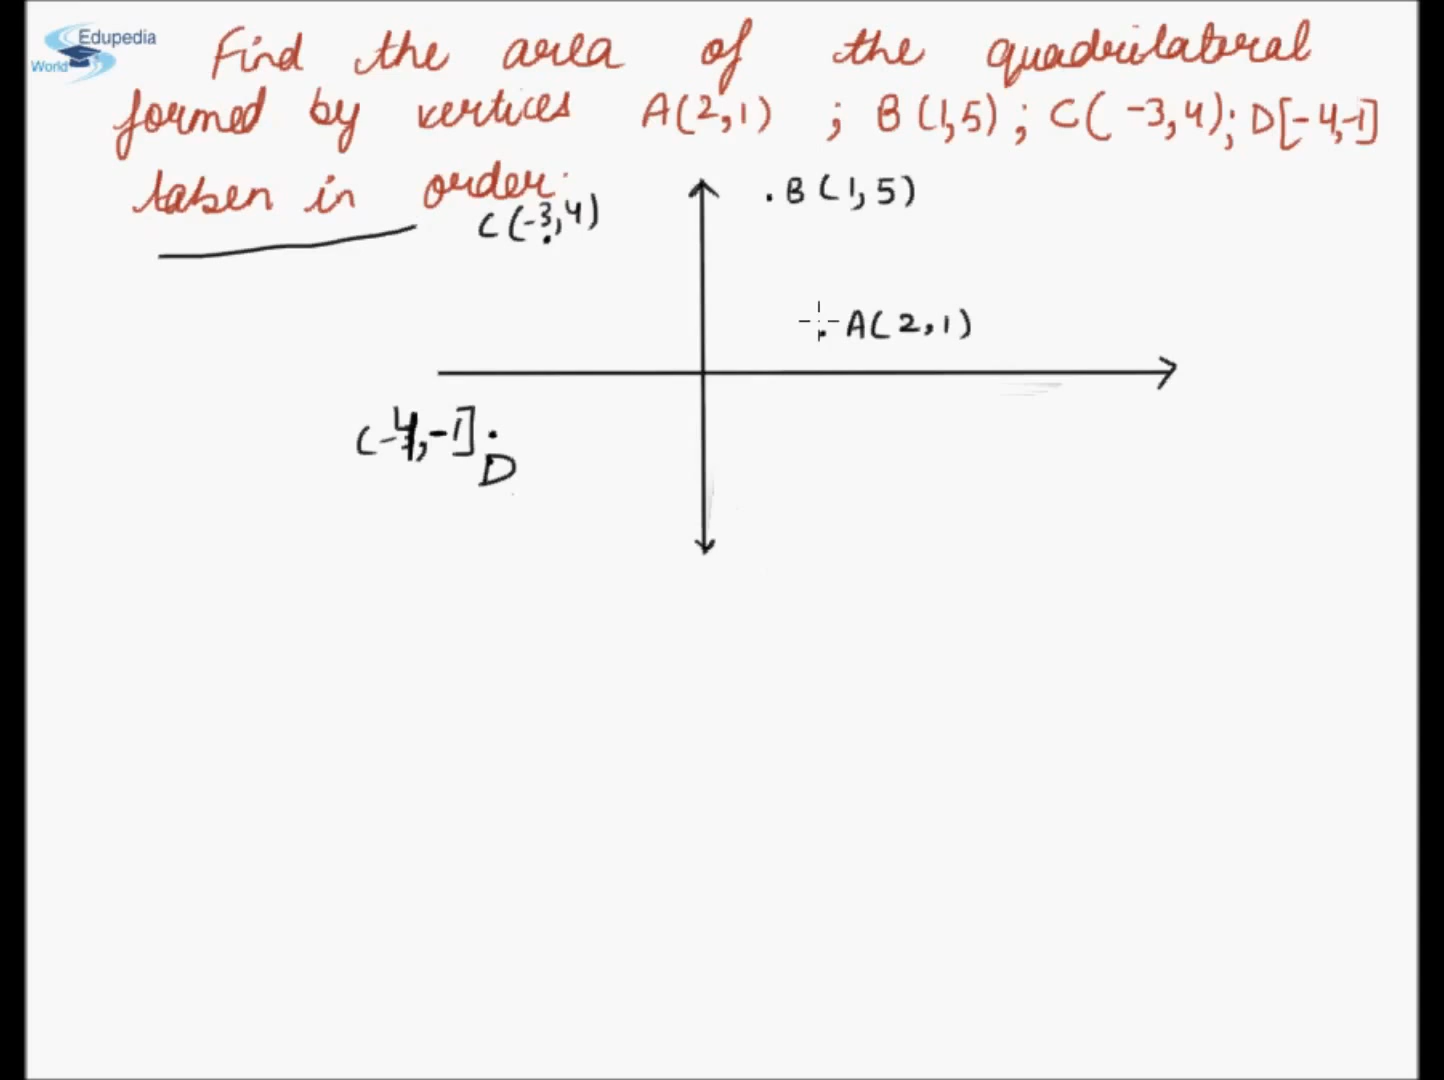 Edupedia
World
Find the area of the quadrilateral
formed by vertices A(2,1) ; B(1,5) ; C(-3,4); D[-4,-1]
taken in order.
.B(1,5)
C(-3,4)
A(2,1)
(-4,-1]
D